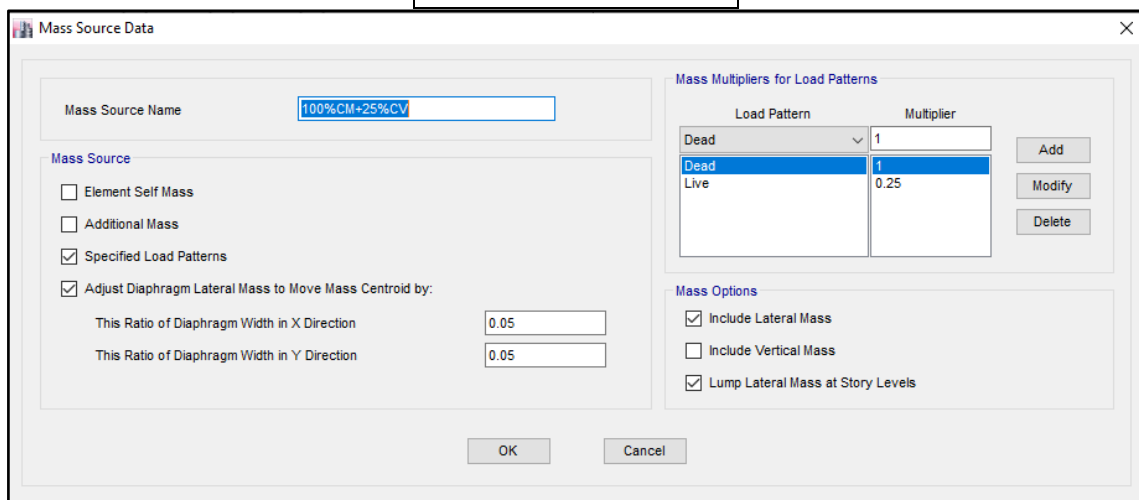 Mass Source Data
Mass Source Name
100%CM+25%CV
Mass Source
Element Self Mass
Additional Mass
Specified Load Patterns
Adjust Diaphragm Lateral Mass to Move Mass Centroid by:
This Ratio of Diaphragm Width in X Direction
0.05
This Ratio of Diaphragm Width in Y Direction
0.05
Mass Multipliers for Load Patterns
Load Pattern Multiplier
Dead 1
Dead 1
Live 0.25
Add
Modify
Delete
Mass Options
Include Lateral Mass
Include Vertical Mass
Lump Lateral Mass at Story Levels
OK Cancel